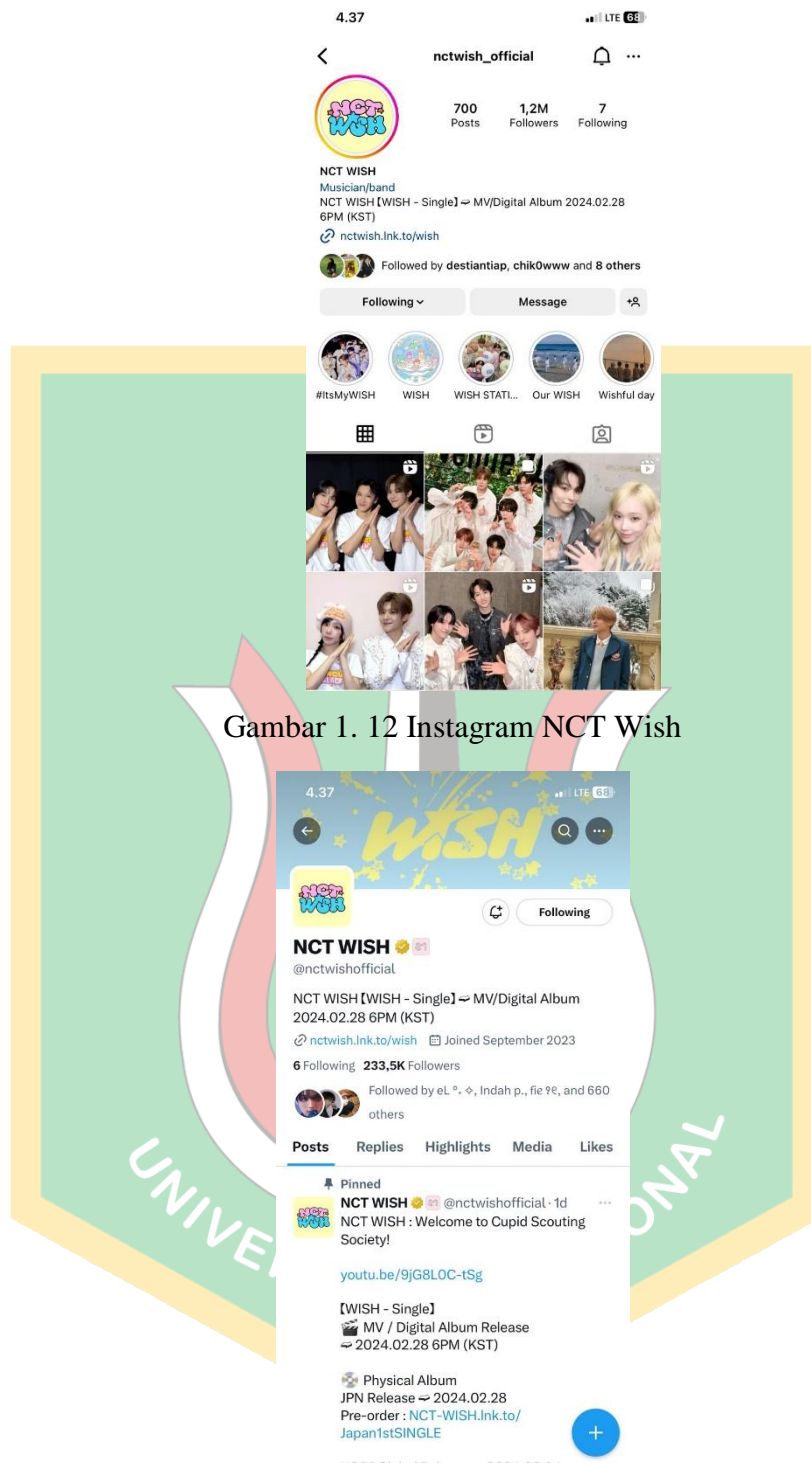 4.37
LTE 68
nctwish_official
NCT WISH
700 1,2M 7
Posts Followers Following
NCT WISH
Musician/band
NCT WISH【WISH - Single】➫ MV/Digital Album 2024.02.28
6PM (KST)
nctwish.lnk.to/wish
Followed by destiantiap, chik0www and 8 others
Following Message
#ItsMyWISH WISH WISH STATI... Our WISH Wishful day
Gambar 1. 12 Instagram NCT Wish
4.37
LTE 68
WISH
NCT WISH
Following
NCT WISH
@nctwishofficial
NCT WISH【WISH - Single】➫ MV/Digital Album
2024.02.28 6PM (KST)
nctwish.lnk.to/wish Joined September 2023
6 Following 233,5K Followers
Followed by eL °˖ ✧, Indah p., fie ୨୧, and 660
others
Posts Replies Highlights Media Likes
Pinned
NCT WISH @nctwishofficial · 1d
NCT WISH : Welcome to Cupid Scouting
Society!
youtu.be/9jG8L0C-tSg
【WISH - Single】
🎬 MV / Digital Album Release
➫ 2024.02.28 6PM (KST)
💿 Physical Album
JPN Release ➫ 2024.02.28
Pre-order : NCT-WISH.lnk.to/
Japan1stSINGLE